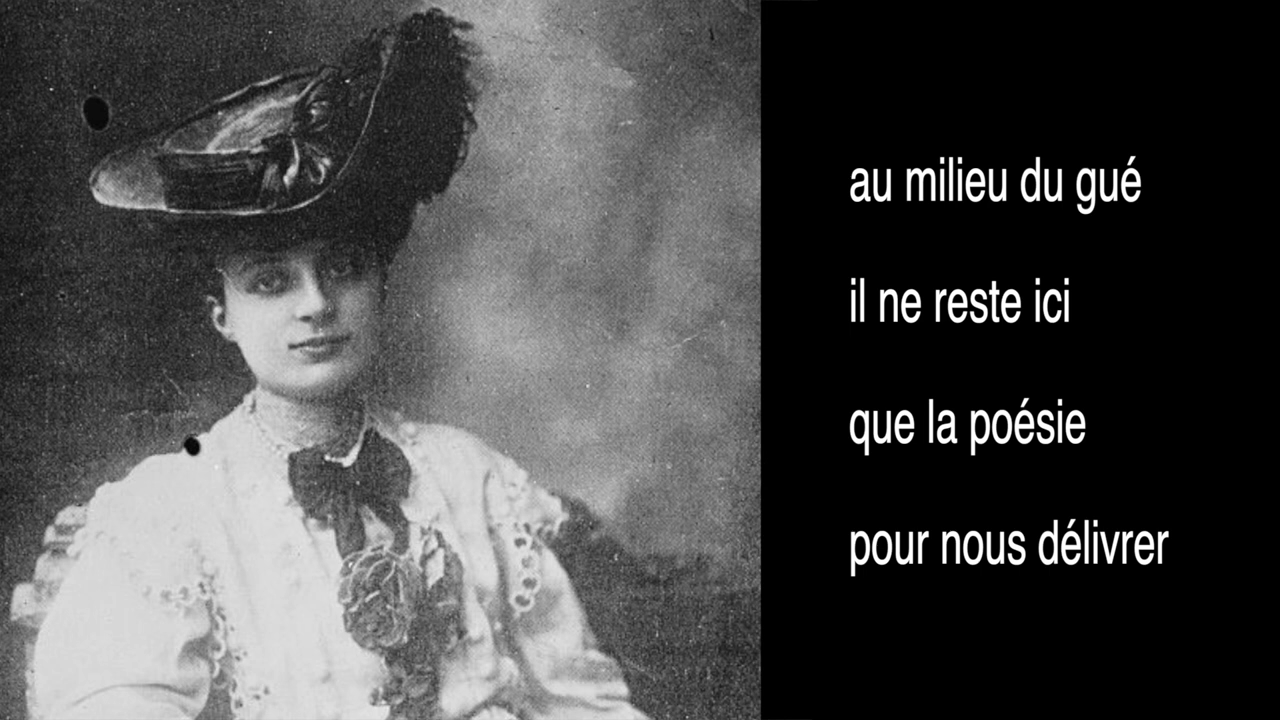 au milieu du gué
il ne reste ici
que la poésie
pour nous délivrer